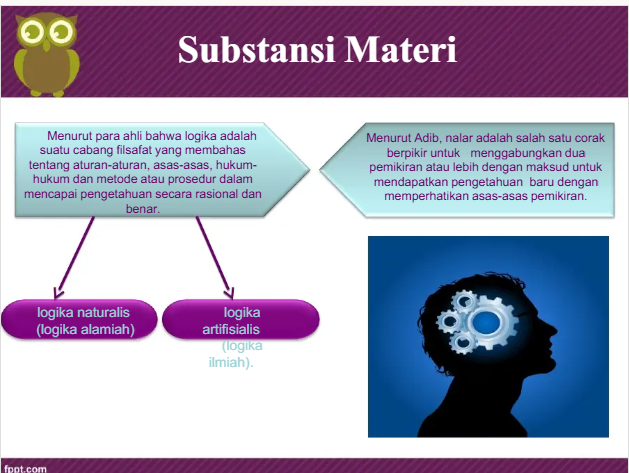 Substansi Materi
Menurut para ahli bahwa logika adalah
suatu cabang filsafat yang membahas
tentang aturan-aturan, asas-asas, hukum-
hukum dan metode atau prosedur dalam
mencapai pengetahuan secara rasional dan
benar.
Menurut Adib, nalar adalah salah satu corak
berpikir untuk menggabungkan dua
pemikiran atau lebih dengan maksud untuk
mendapatkan pengetahuan baru dengan
memperhatikan asas-asas pemikiran.
logika naturalis
(logika alamiah)
logika
artifisialis
(logika
ilmiah).
fppt.com